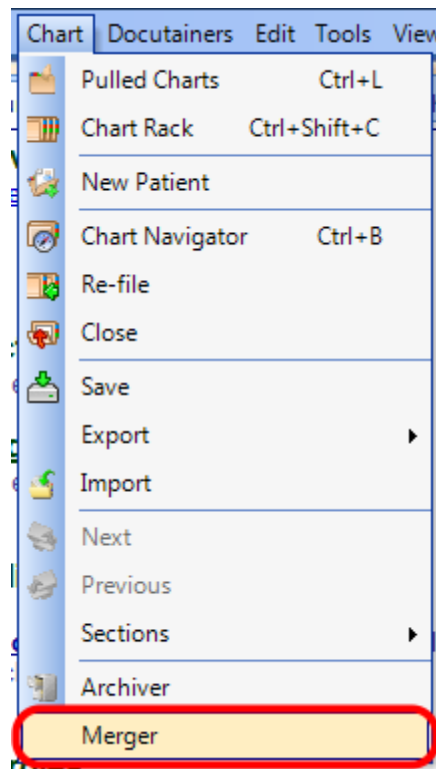 Chart Docutainers Edit Tools View
Pulled Charts Ctrl+L
Chart Rack Ctrl+Shift+C
New Patient
Chart Navigator Ctrl+B
Re-file
Close
Save
Export
Import
Next
Previous
Sections
Archiver
Merger